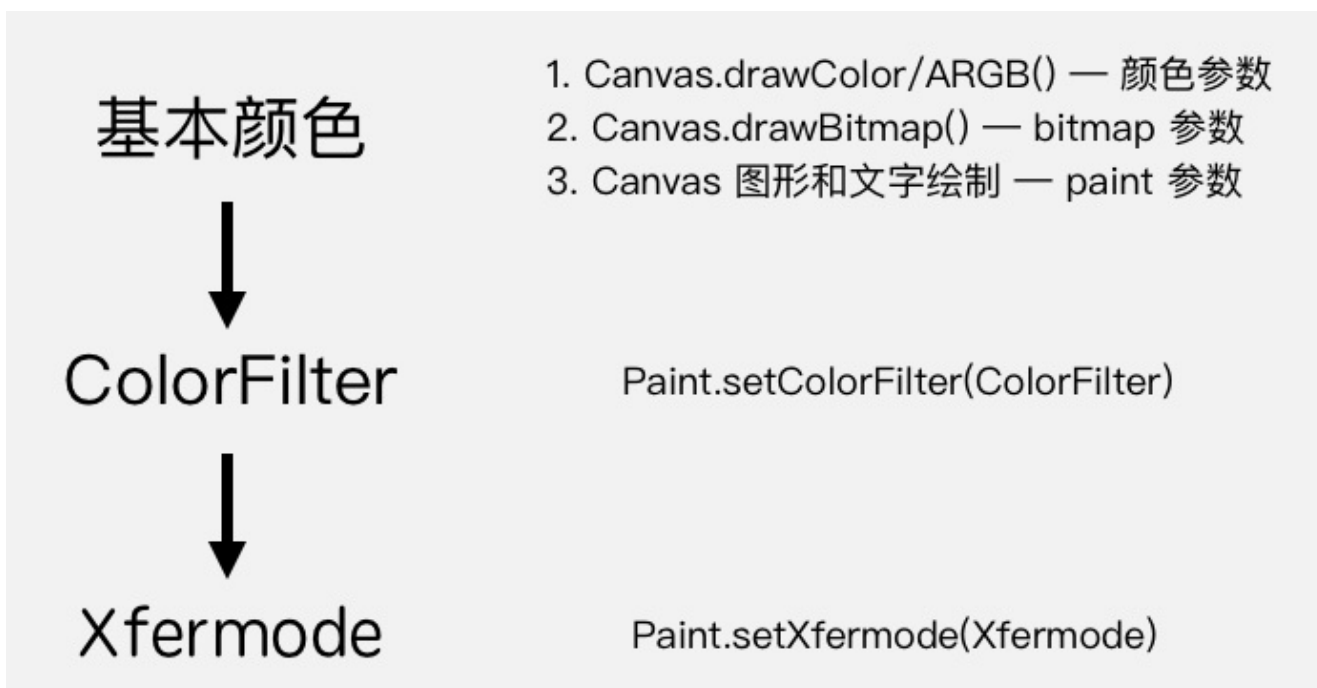 基本颜色
1. Canvas.drawColor/ARGB() — 颜色参数
2. Canvas.drawBitmap() — bitmap 参数
3. Canvas 图形和文字绘制 — paint 参数
ColorFilter
Paint.setColorFilter(ColorFilter)
Xfermode
Paint.setXfermode(Xfermode)